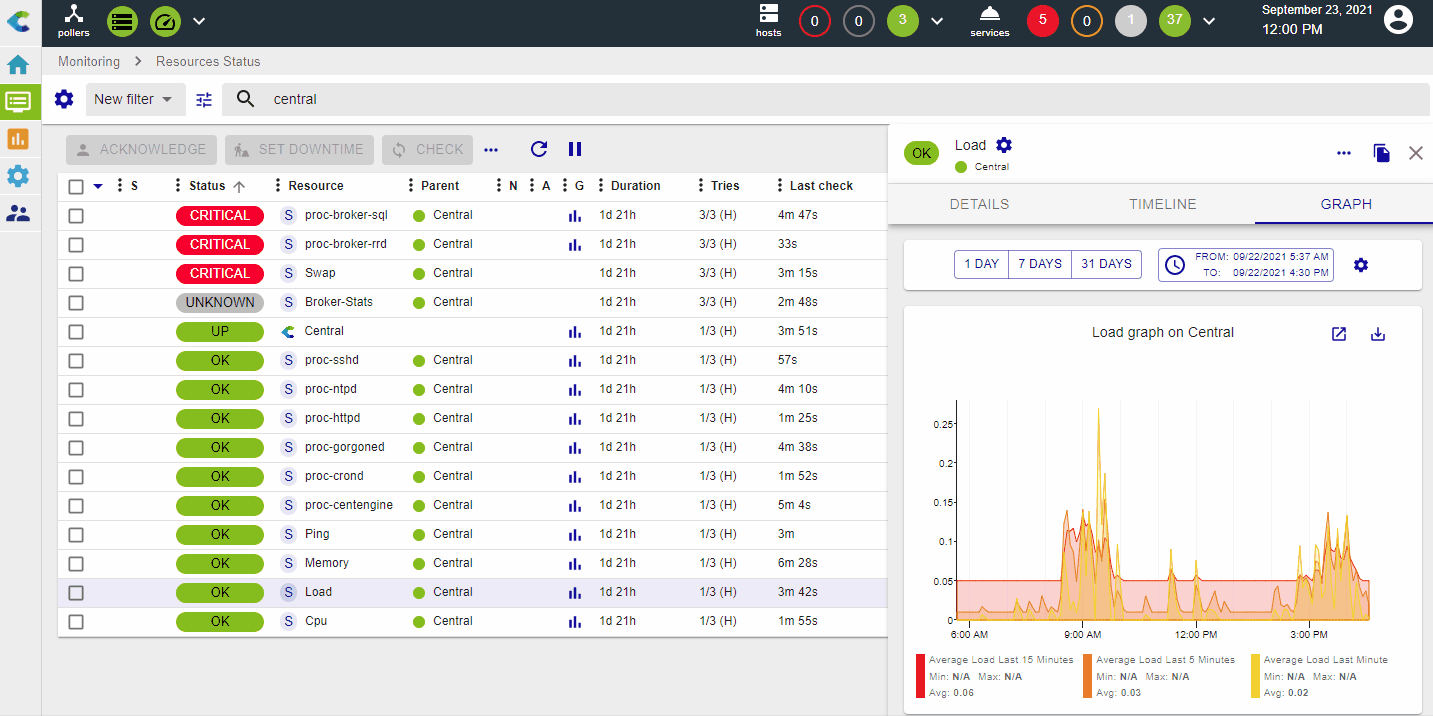 pollers
hosts 0 0 3
services 5 0 1 37
September 23, 2021
12:00 PM
Monitoring > Resources Status
New filter central
ACKNOWLEDGE SET DOWNTIME CHECK
S Status Resource Parent N A G Duration Tries Last check
CRITICAL S proc-broker-sql Central 1d 21h 3/3 (H) 4m 47s
CRITICAL S proc-broker-rrd Central 1d 21h 3/3 (H) 33s
CRITICAL S Swap Central 1d 21h 3/3 (H) 3m 15s
UNKNOWN S Broker-Stats Central 1d 21h 3/3 (H) 2m 48s
UP Central 1d 21h 1/3 (H) 3m 51s
OK S proc-sshd Central 1d 21h 1/3 (H) 57s
OK S proc-ntpd Central 1d 21h 1/3 (H) 4m 10s
OK S proc-httpd Central 1d 21h 1/3 (H) 1m 25s
OK S proc-gorgoned Central 1d 21h 1/3 (H) 4m 38s
OK S proc-crond Central 1d 21h 1/3 (H) 1m 52s
OK S proc-centengine Central 1d 21h 1/3 (H) 5m 4s
OK S Ping Central 1d 21h 1/3 (H) 3m
OK S Memory Central 1d 21h 1/3 (H) 6m 28s
OK S Load Central 1d 21h 1/3 (H) 3m 42s
OK S Cpu Central 1d 21h 1/3 (H) 1m 55s
OK Load
Central
DETAILS TIMELINE GRAPH
1 DAY 7 DAYS 31 DAYS
FROM: 09/22/2021 5:37 AM
TO: 09/22/2021 4:30 PM
Load graph on Central
0.25
0.2
0.15
0.1
0.05
0
6:00 AM 9:00 AM 12:00 PM 3:00 PM
Average Load Last 15 Minutes
Min: N/A Max: N/A
Avg: 0.06
Average Load Last 5 Minutes
Min: N/A Max: N/A
Avg: 0.03
Average Load Last Minute
Min: N/A Max: N/A
Avg: 0.02